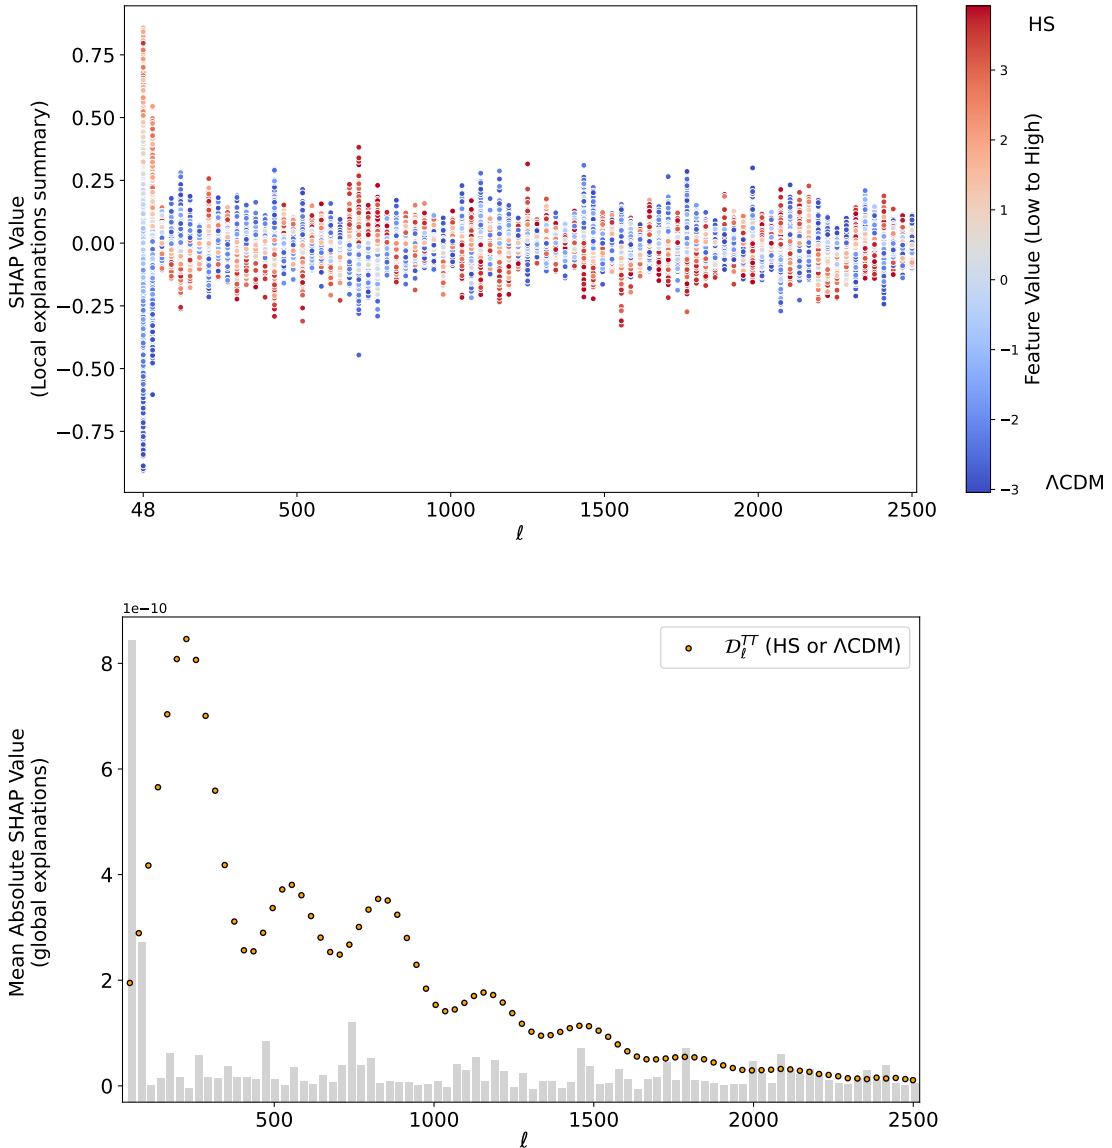 0.75
0.50
0.25
0.00
−0.25
−0.50
−0.75
SHAP Value
(Local explanations summary)
48
500
1000
1500
2000
2500
ℓ
3
2
1
0
−1
−2
−3
Feature Value (Low to High)
HS
ΛCDM
1e−10
8
6
4
2
0
Mean Absolute SHAP Value
(global explanations)
𝒟ℓᵀᵀ (HS or ΛCDM)
500
1000
1500
2000
2500
ℓ